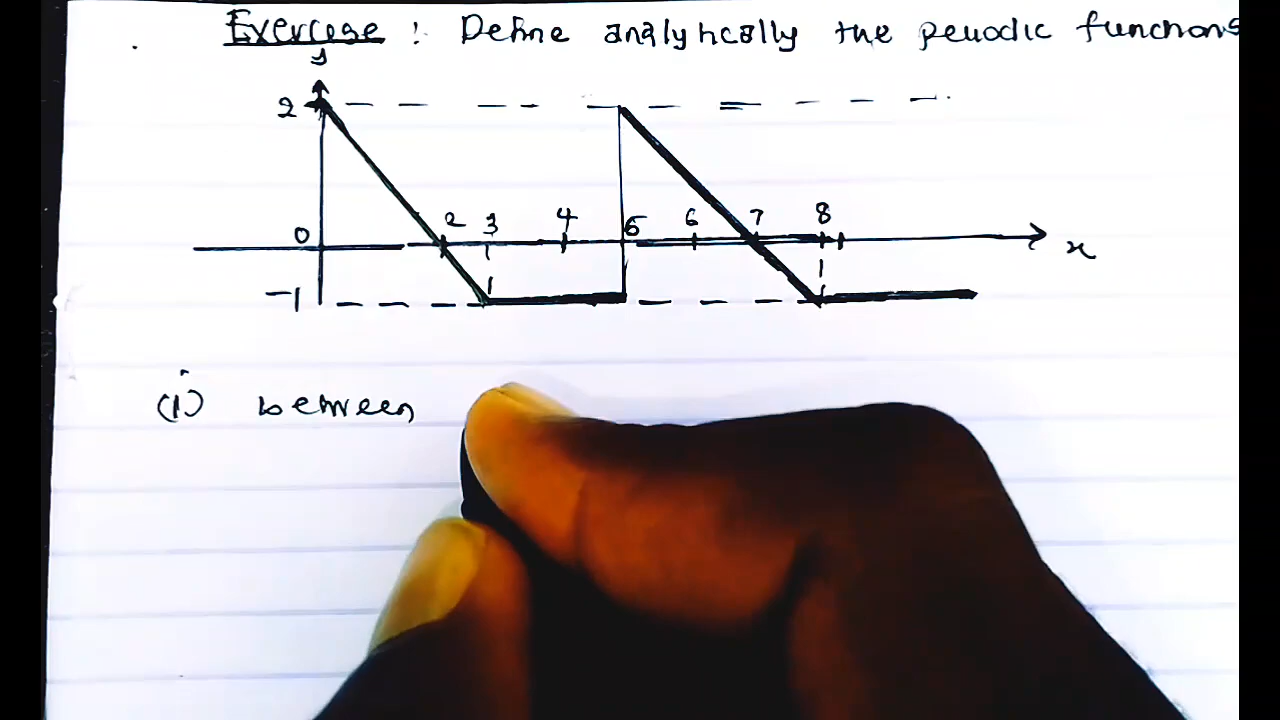 Exercise : Define analytically the periodic functions
y
2
0 2 3 4 5 6 7 8
x
-1
(i) between